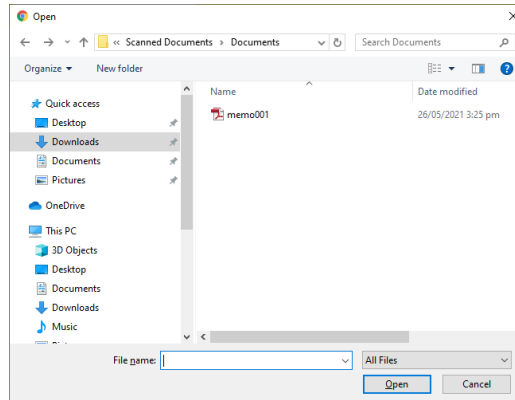 Open
« Scanned Documents › Documents
Search Documents
Organize
New folder
Name
Date modified
Quick access
Desktop
Downloads
Documents
Pictures
OneDrive
This PC
3D Objects
Desktop
Documents
Downloads
Music
memo001
26/05/2021 3:25 pm
File name:
All Files
Open
Cancel